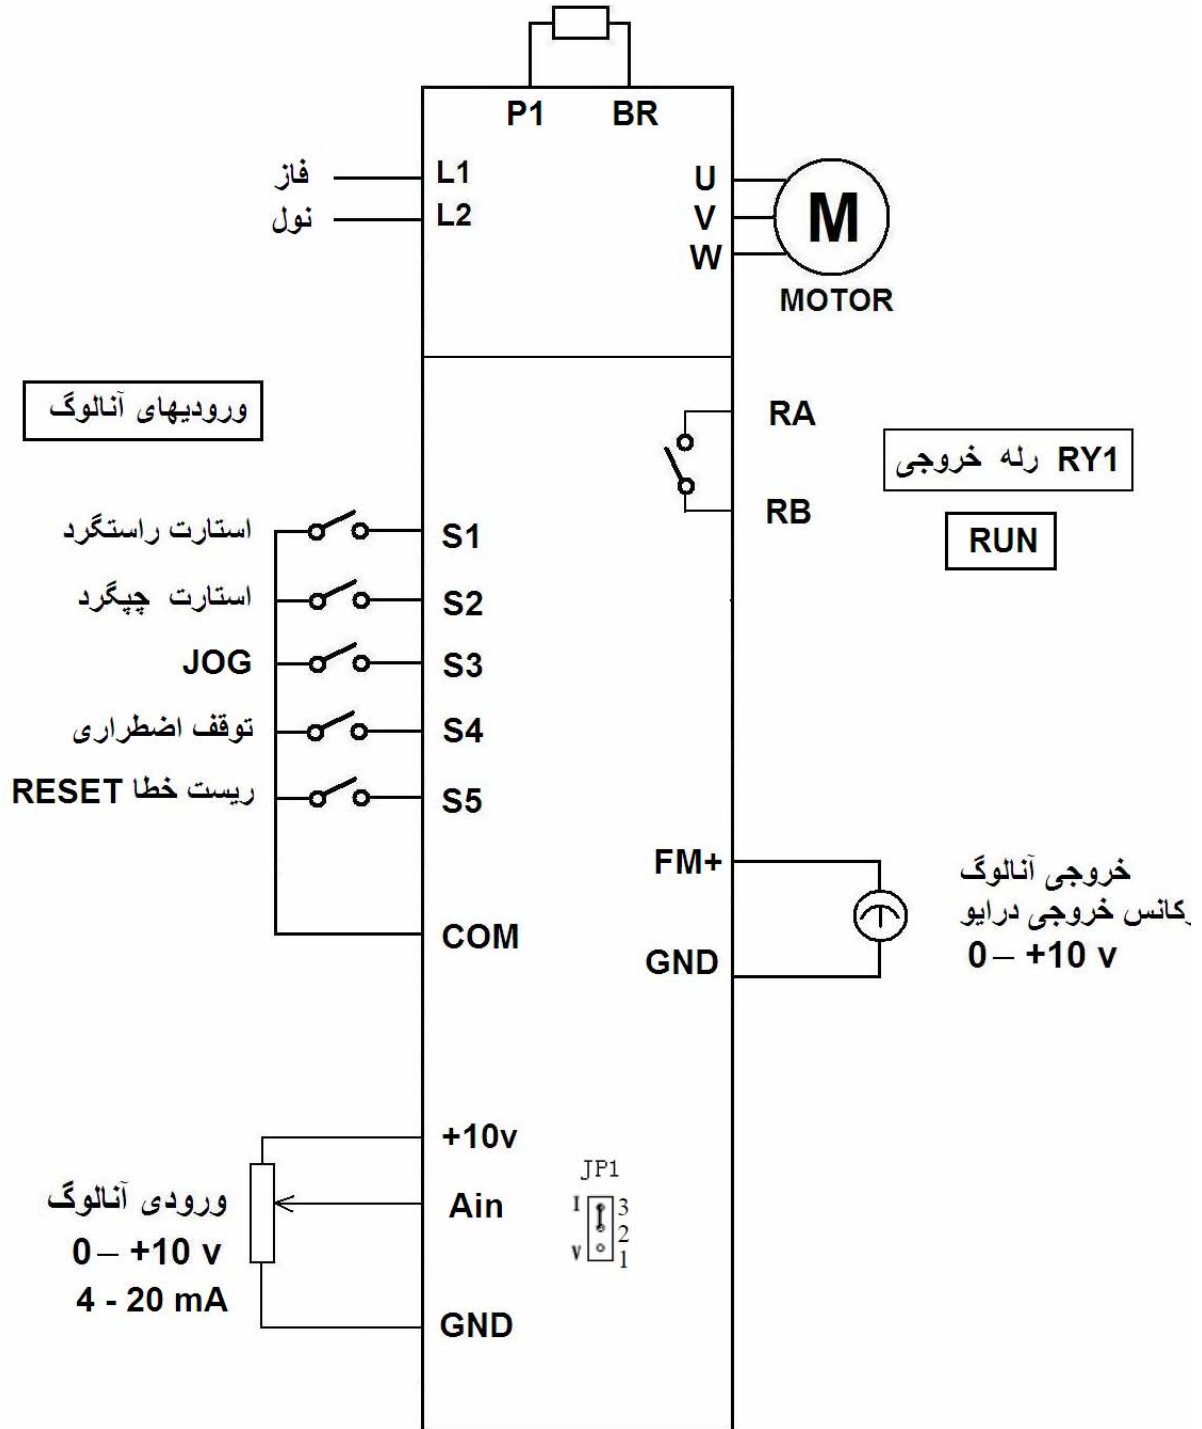 P1 BR
فاز L1
نول L2
U
V
W
M
MOTOR
ورودیهای آنالوگ
RA
RB
RY1 رله خروجی
RUN
استارت راستگرد S1
استارت چپگرد S2
JOG S3
توقف اضطراری S4
ریست خطا RESET S5
COM
FM+
GND
خروجی آنالوگ
خروجی درایو
0 – +10 v
+10v
Ain
GND
ورودی آنالوگ
0 – +10 v
4 - 20 mA
JP1
I 3
2
V 1